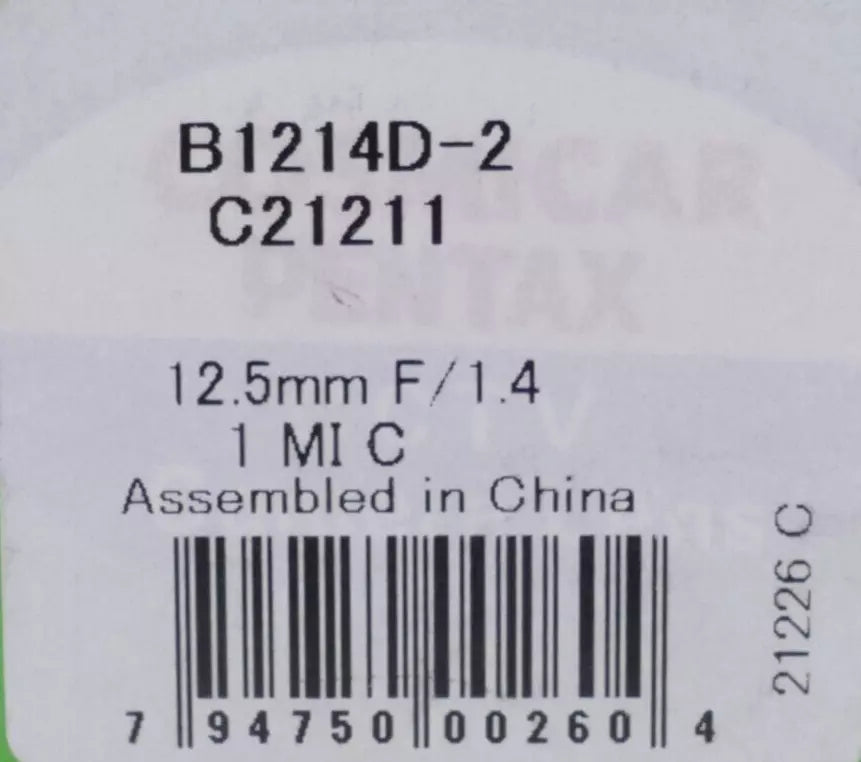 B1214D-2
C21211
12.5mm F/1.4
1 MI C
Assembled in China
21226 C
7 94750 00260 4